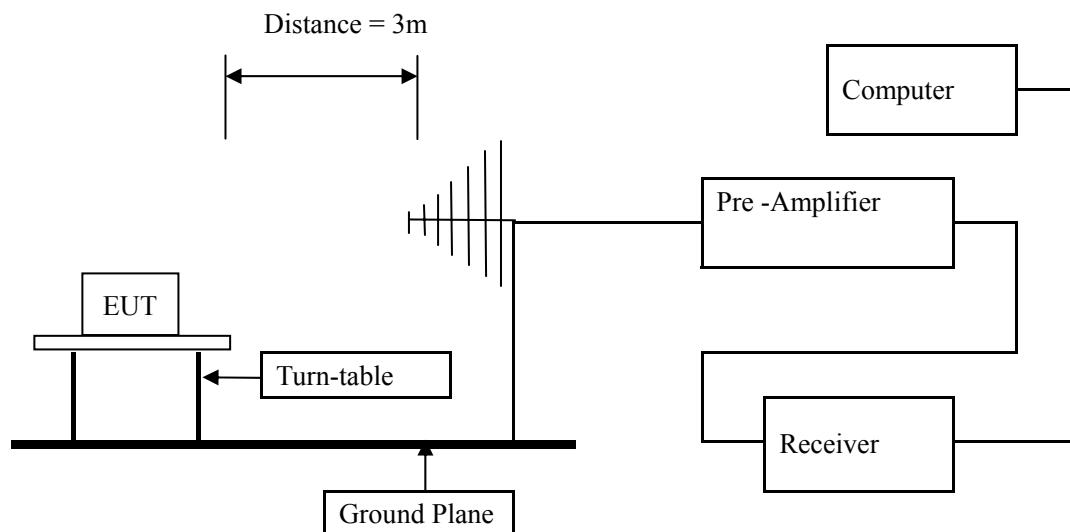 Distance = 3m
Computer
Pre -Amplifier
EUT
Turn-table
Receiver
Ground Plane